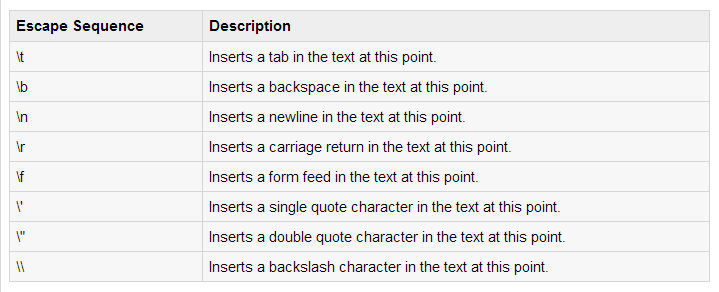 Escape Sequence Description
\t Inserts a tab in the text at this point.
\b Inserts a backspace in the text at this point.
\n Inserts a newline in the text at this point.
\r Inserts a carriage return in the text at this point.
\f Inserts a form feed in the text at this point.
\' Inserts a single quote character in the text at this point.
\" Inserts a double quote character in the text at this point.
\\ Inserts a backslash character in the text at this point.